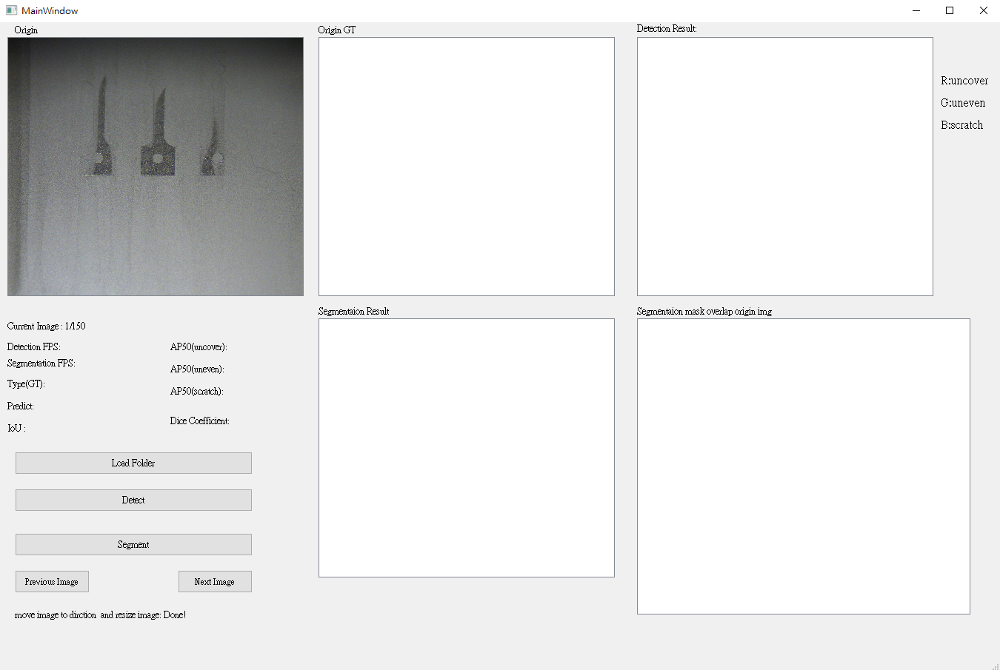 MainWindow
Origin
Origin GT
Detection Result:
R:uncover
G:uneven
B:scratch
Segmentaion Result
Segmentaion mask overlap origin img
Current Image : 1/150
Detection FPS:
Segmentation FPS:
Type(GT):
Predict:
IoU :
AP50(uncover):
AP50(uneven):
AP50(scratch):
Dice Coefficient:
Load Folder
Detect
Segment
Previous Image
Next Image
move image to dirction  and resize image: Done!